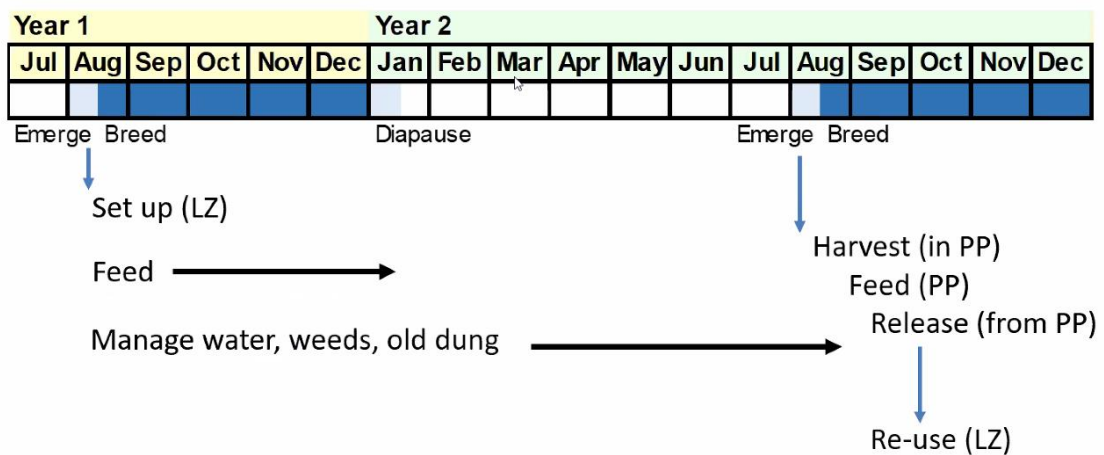 Year 1 Year 2
Jul Aug Sep Oct Nov Dec Jan Feb Mar Apr May Jun Jul Aug Sep Oct Nov Dec
Emerge Breed Diapause Emerge Breed
Set up (LZ)
Harvest (in PP)
Feed
Feed (PP)
Release (from PP)
Manage water, weeds, old dung
Re-use (LZ)